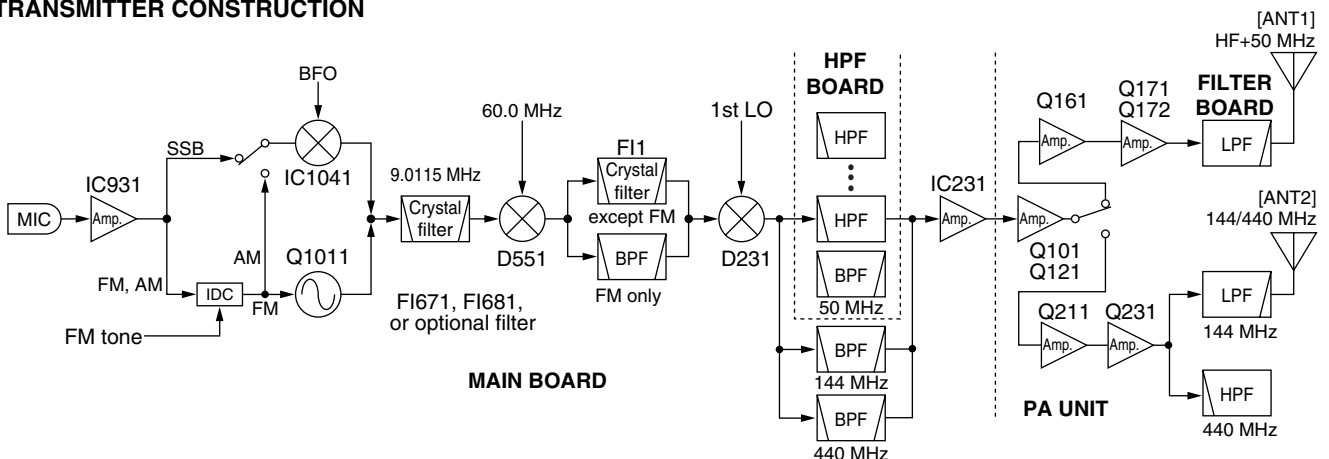 TRANSMITTER CONSTRUCTION
MIC
IC931
Amp.
SSB
FM, AM
FM tone
IDC
AM
FM
BFO
IC1041
Q1011
9.0115 MHz
Crystal
filter
FI671, FI681,
or optional filter
60.0 MHz
D551
FI1
Crystal
filter
except FM
BPF
FM only
MAIN BOARD
1st LO
D231
HPF
BOARD
HPF
HPF
BPF
50 MHz
BPF
144 MHz
BPF
440 MHz
IC231
Amp.
Amp.
Q101
Q121
Q161
Amp.
Q171
Q172
Amp.
FILTER
BOARD
LPF
[ANT1]
HF+50 MHz
Q211
Amp.
Q231
Amp.
[ANT2]
144/440 MHz
LPF
144 MHz
HPF
440 MHz
PA UNIT